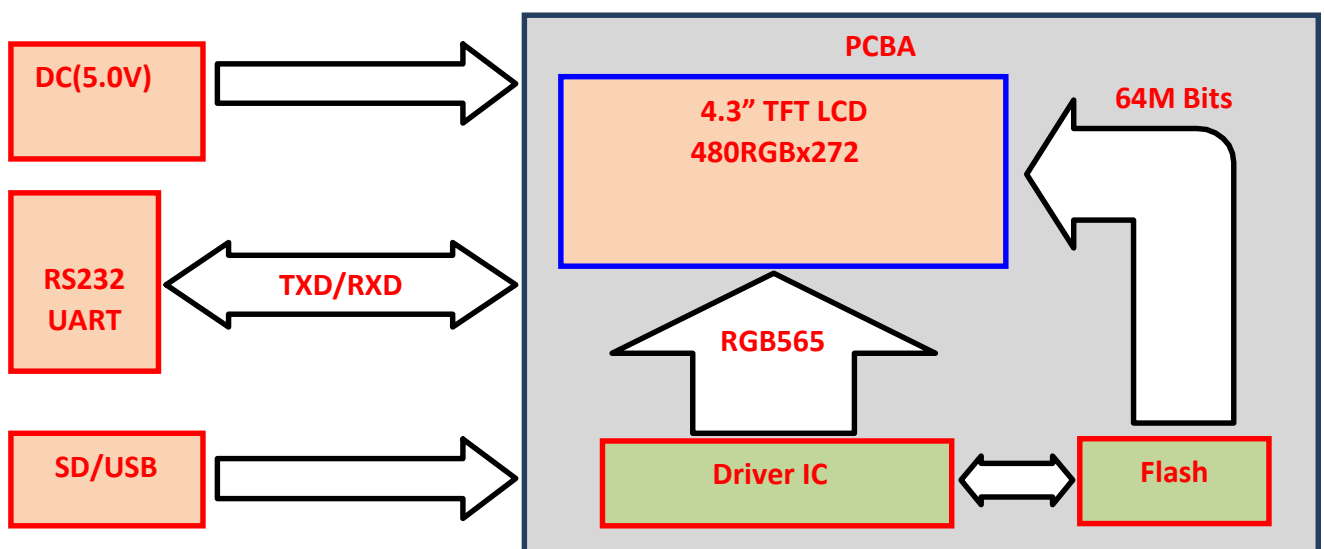 PCBA
DC(5.0V)
4.3” TFT LCD
480RGBx272
64M Bits
RS232
UART
TXD/RXD
RGB565
SD/USB
Driver IC
Flash